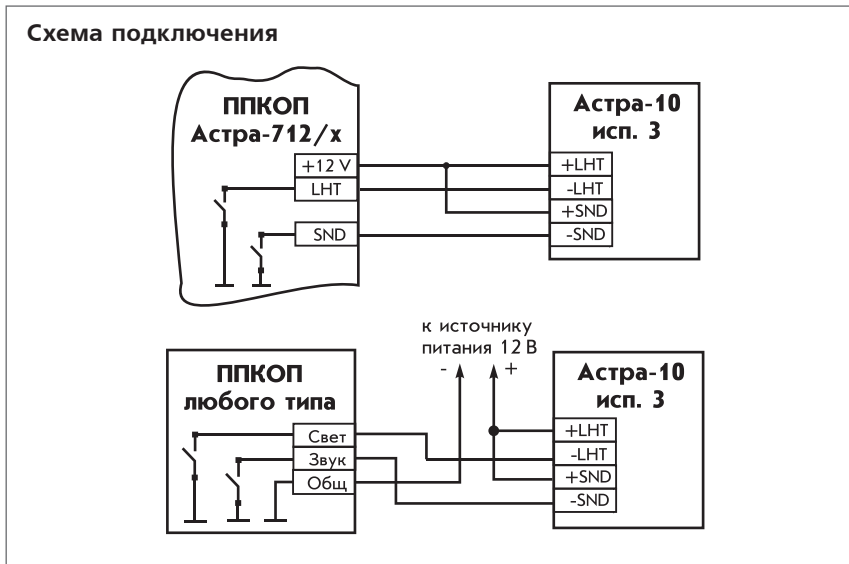 Схема подключения
ППКОП
Астра-712/х
+12 V
LHT
SND
Астра-10
исп. 3
+LHT
-LHT
+SND
-SND
к источнику
питания 12 В
- +
ППКОП
любого типа
Свет
Звук
Общ
Астра-10
исп. 3
+LHT
-LHT
+SND
-SND